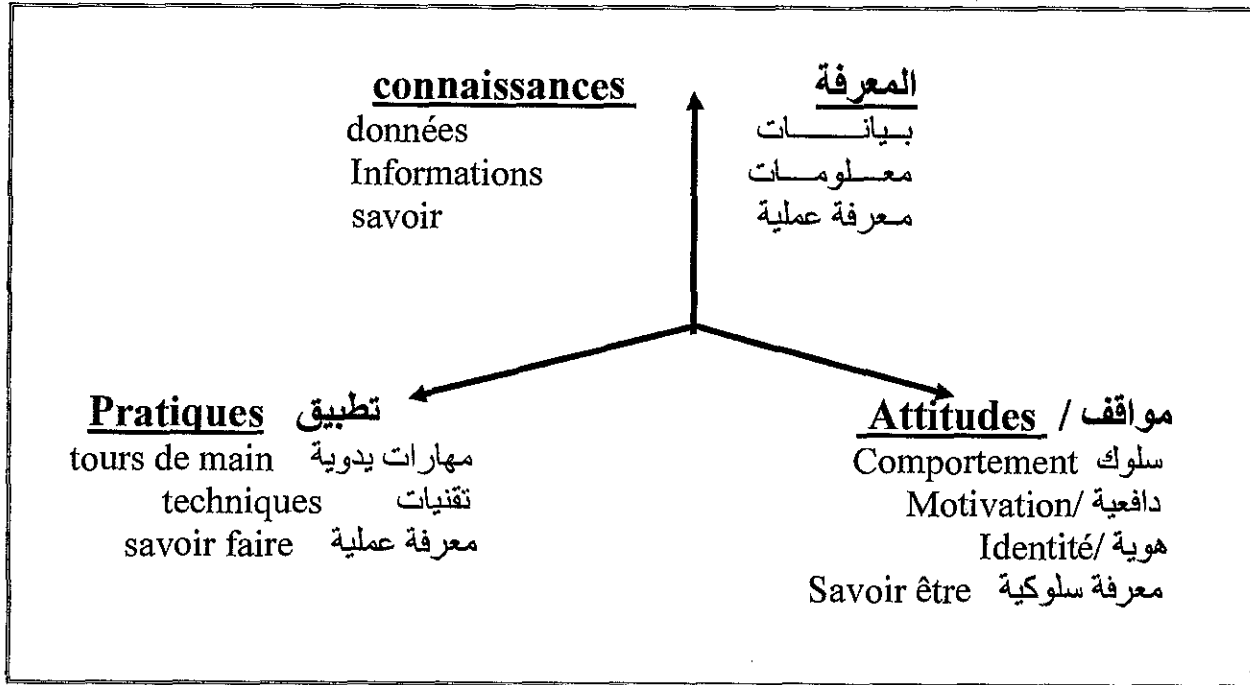 connaissances المعرفة
données بيانات
Informations معلومات
savoir معرفة عملية
Pratiques تطبيق
tours de main مهارات يدوية
techniques تقنيات
savoir faire معرفة عملية
Attitudes / مواقف
Comportement سلوك
Motivation/ دافعية
Identité/ هوية
Savoir être معرفة سلوكية